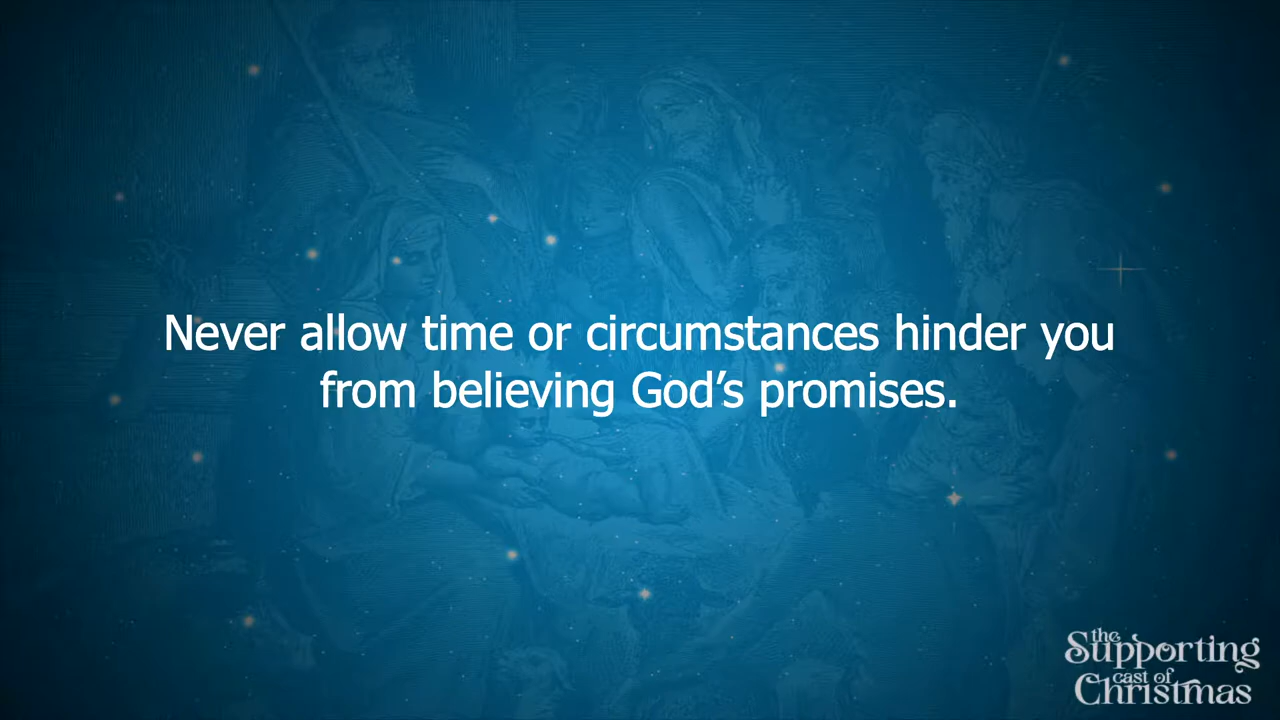 Never allow time or circumstances hinder you
from believing God’s promises.
the
Supporting
cast of
Christmas